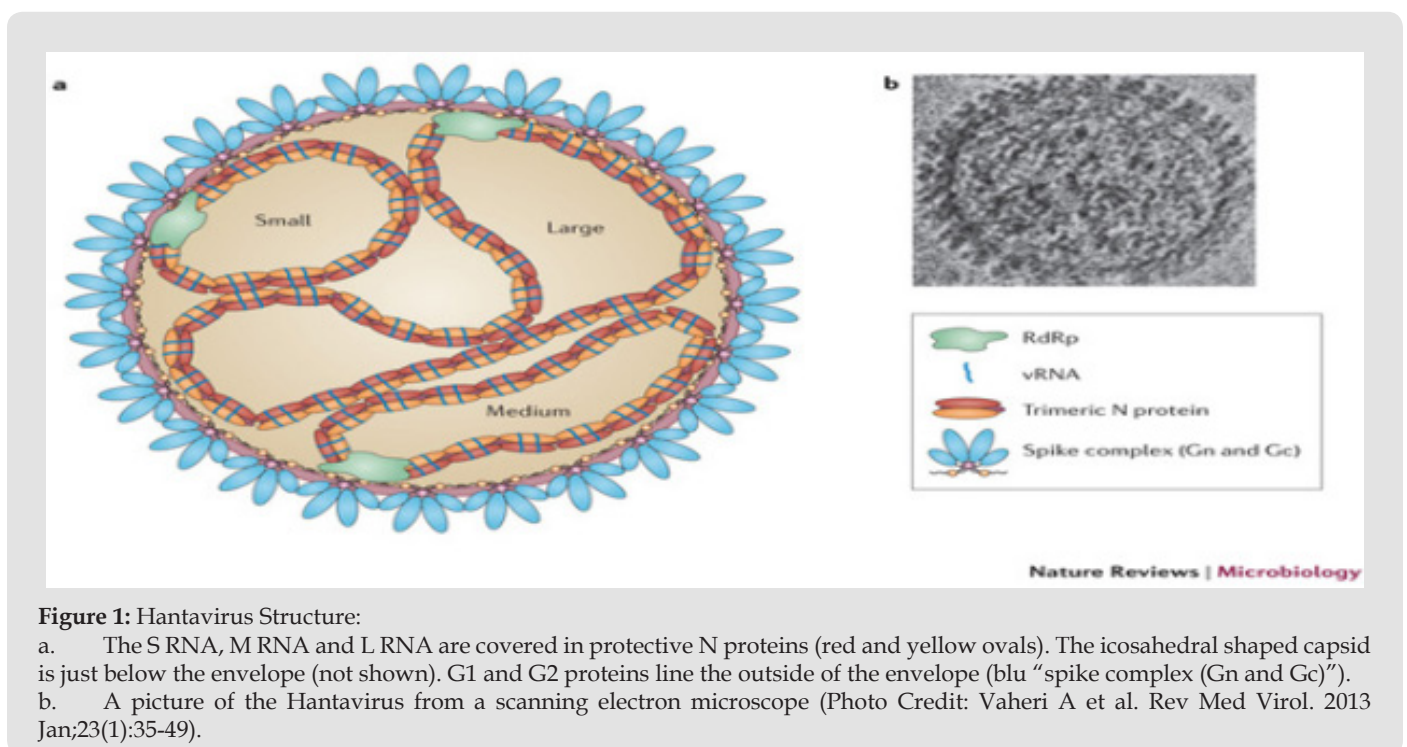 a
b
Small
Large
Medium
RdRp
vRNA
Trimeric N protein
Spike complex (Gn and Gc)
Nature Reviews | Microbiology
Figure 1: Hantavirus Structure:
a. The S RNA, M RNA and L RNA are covered in protective N proteins (red and yellow ovals). The icosahedral shaped capsid
is just below the envelope (not shown). G1 and G2 proteins line the outside of the envelope (blu “spike complex (Gn and Gc)”).
b. A picture of the Hantavirus from a scanning electron microscope (Photo Credit: Vaheri A et al. Rev Med Virol. 2013
Jan;23(1):35-49).